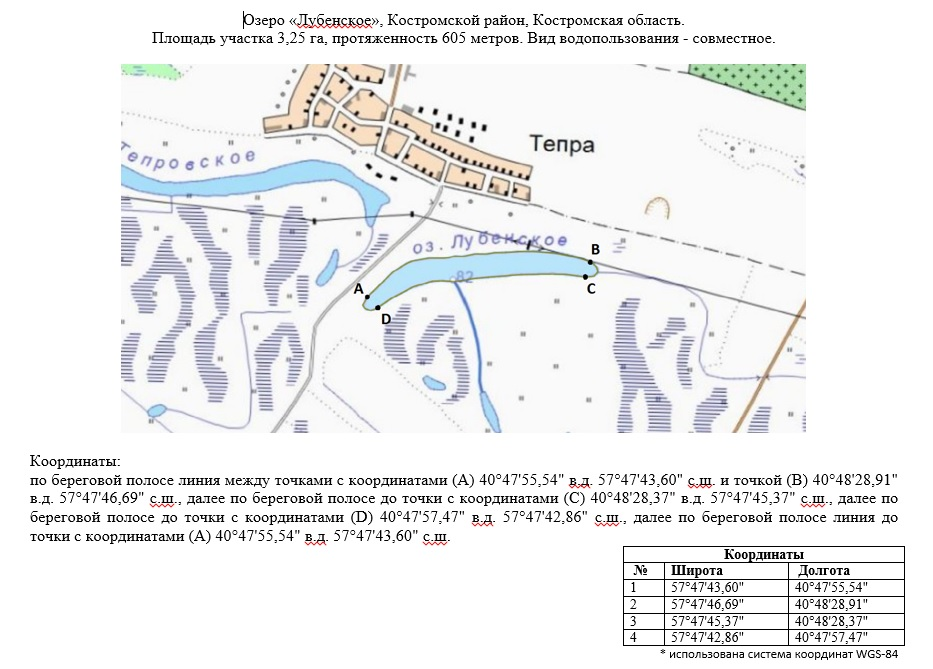 Озеро «Лубенское», Костромской район, Костромская область.
Площадь участка 3,25 га, протяженность 605 метров. Вид водопользования - совместное.
Тепра
Тепровское
оз. Лубенское
B
82
A
C
D
Координаты:
по береговой полосе линия между точками с координатами (A) 40°47'55,54" в.д. 57°47'43,60" с.ш. и точкой (B) 40°48'28,91"
в.д. 57°47'46,69" с.ш., далее по береговой полосе до точки с координатами (C) 40°48'28,37" в.д. 57°47'45,37" с.ш., далее по
береговой полосе до точки с координатами (D) 40°47'57,47" в.д. 57°47'42,86" с.ш., далее по береговой полосе линия до
точки с координатами (A) 40°47'55,54" в.д. 57°47'43,60" с.ш.
Координаты
№ Широта Долгота
1 57°47'43,60" 40°47'55,54"
2 57°47'46,69" 40°48'28,91"
3 57°47'45,37" 40°48'28,37"
4 57°47'42,86" 40°47'57,47"
* использована система координат WGS-84